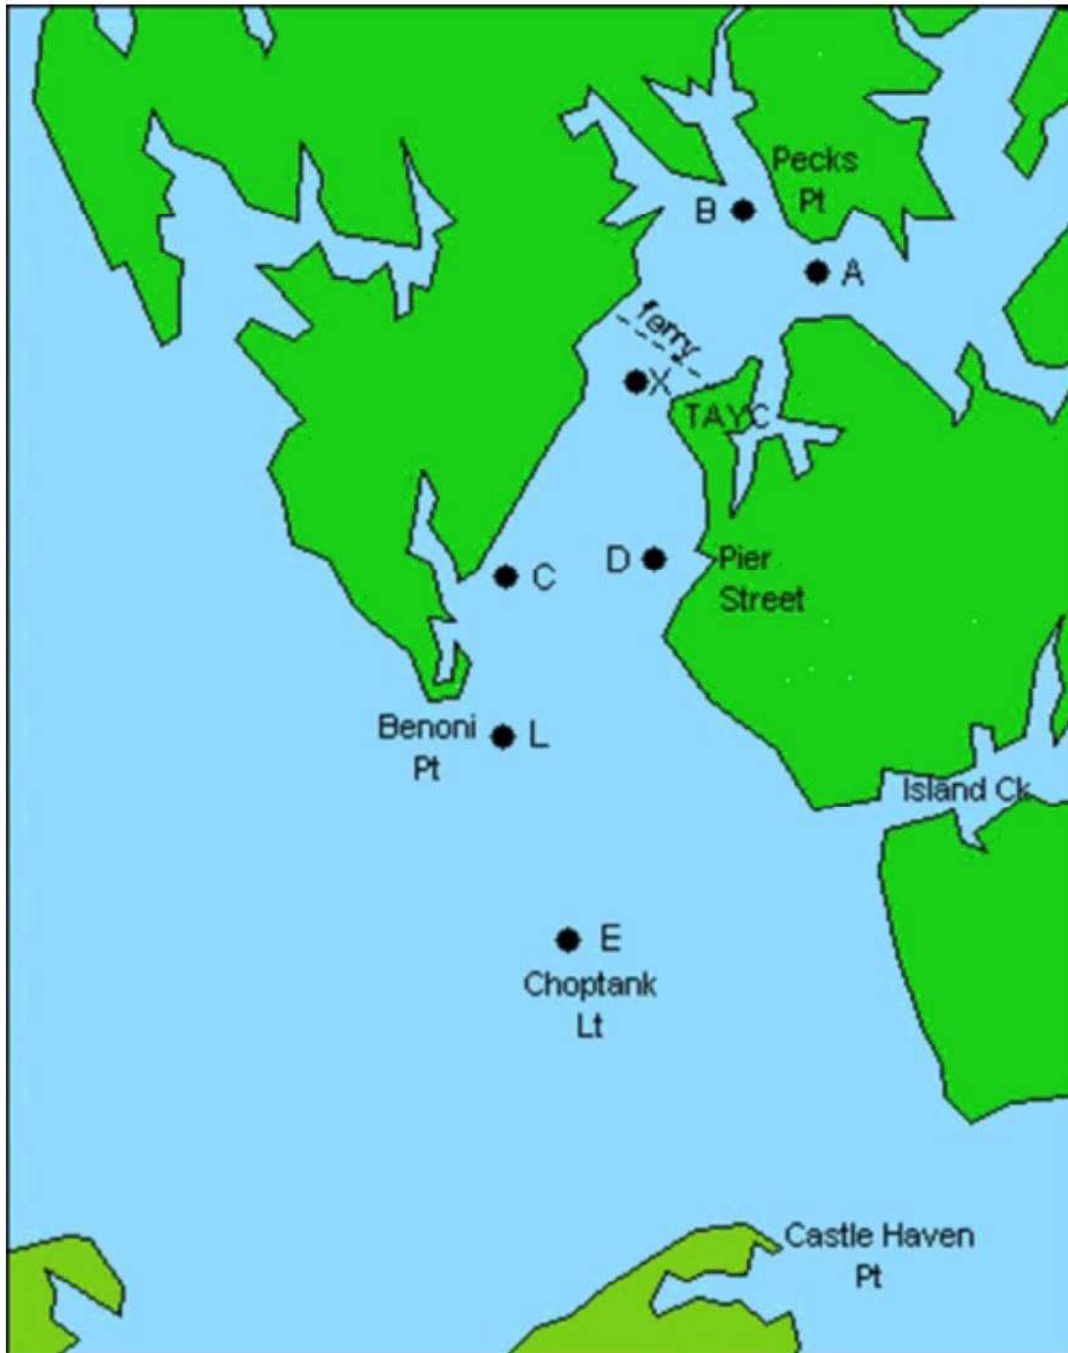 Pecks
Pt
B
A
ferry
X
TAYC
D
Pier
Street
C
Benoni
Pt
L
Island Ck
E
Choptank
Lt
Castle Haven
Pt